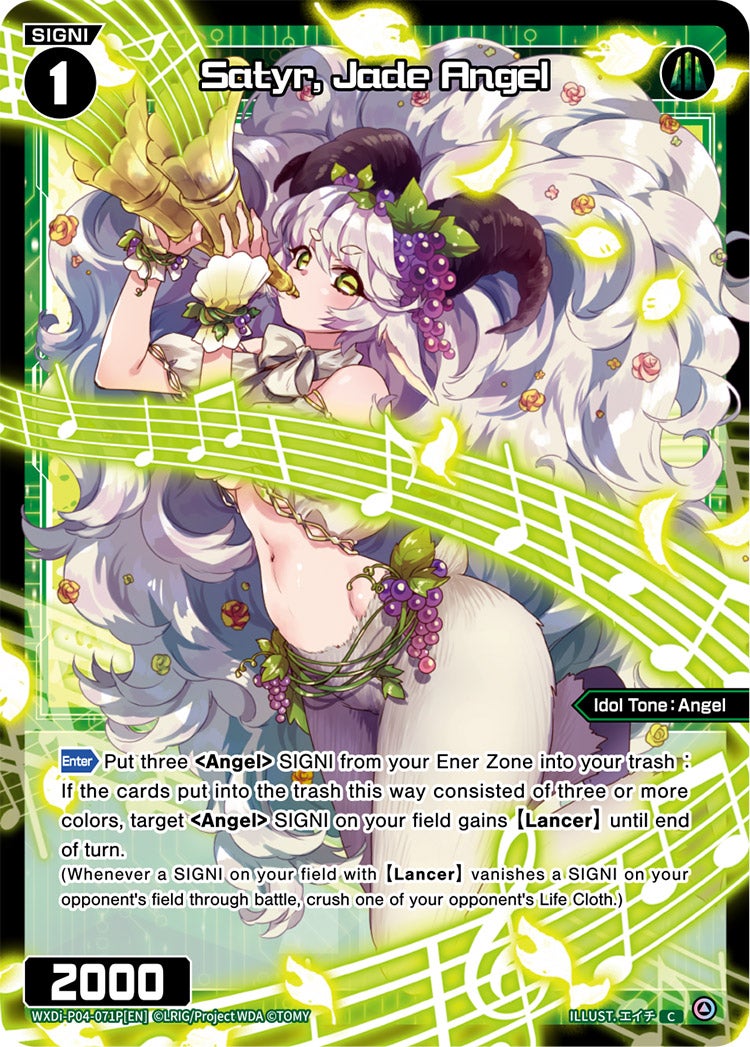 SIGNI
1
Satyr, Jade Angel
Idol Tone:Angel
Enter Put three <Angel> SIGNI from your Ener Zone into your trash :
If the cards put into the trash this way consisted of three or more
colors, target <Angel> SIGNI on your field gains 【Lancer】 until end
of turn.
(Whenever a SIGNI on your field with 【Lancer】 vanishes a SIGNI on your
opponent's field through battle, crush one of your opponent's Life Cloth.)
2000
WXDi-P04-071P[EN] ©LRIG/Project WDA ©TOMY
ILLUST. エイチ C